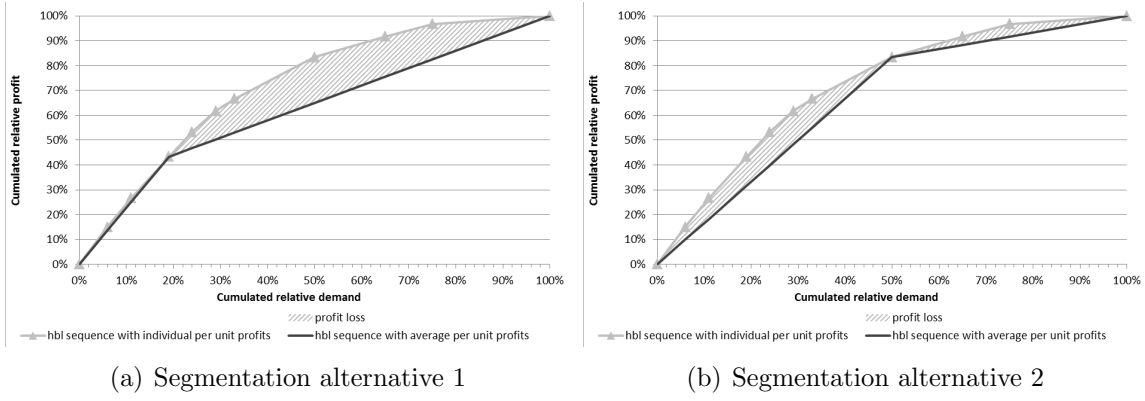 Cumulated relative profit
100%
90%
80%
70%
60%
50%
40%
30%
20%
10%
0%
0% 10% 20% 30% 40% 50% 60% 70% 80% 90% 100%
Cumulated relative demand
profit loss
hbl sequence with individual per unit profits hbl sequence with average per unit profits
(a) Segmentation alternative 1
Cumulated relative profit
100%
90%
80%
70%
60%
50%
40%
30%
20%
10%
0%
0% 10% 20% 30% 40% 50% 60% 70% 80% 90% 100%
Cumulated relative demand
profit loss
hbl sequence with individual per unit profits hbl sequence with average per unit profits
(b) Segmentation alternative 2